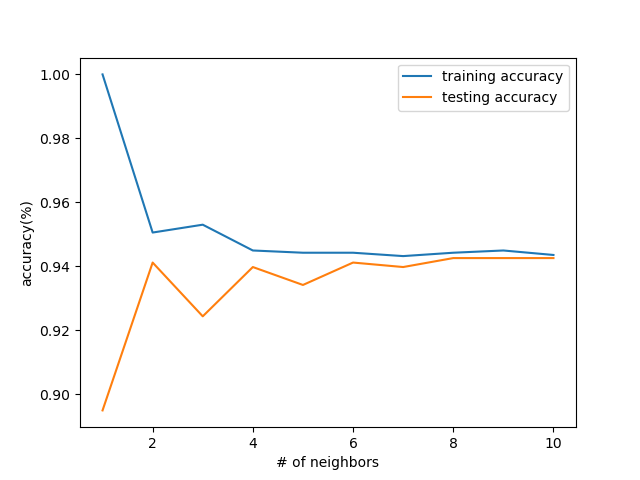 training accuracy
testing accuracy
1.00
0.98
0.96
0.94
0.92
0.90
accuracy(%)
2 4 6 8 10
# of neighbors